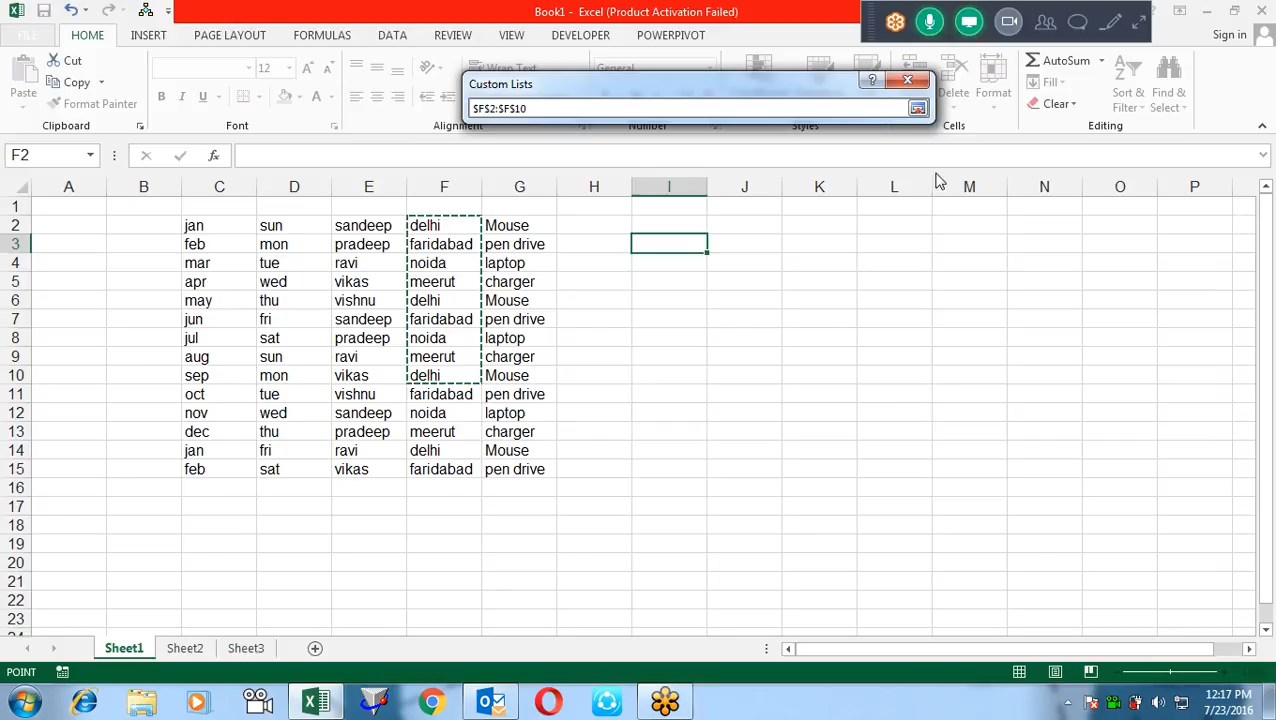 Book1 - Excel (Product Activation Failed)
FILE HOME INSERT PAGE LAYOUT FORMULAS DATA REVIEW VIEW DEVELOPER POWERPIVOT Sign in
Paste Cut Copy Format Painter Clipboard
12 Font
Wrap Text Alignment
General Number
Styles
Delete Format Cells
AutoSum Fill Clear Sort & Filter Find & Select Editing
Custom Lists
$F$2:$F$10
F2
A B C D E F G H I J K L M N O P
1
2 jan sun sandeep delhi Mouse
3 feb mon pradeep faridabad pen drive
4 mar tue ravi noida laptop
5 apr wed vikas meerut charger
6 may thu vishnu delhi Mouse
7 jun fri sandeep faridabad pen drive
8 jul sat pradeep noida laptop
9 aug sun ravi meerut charger
10 sep mon vikas delhi Mouse
11 oct tue vishnu faridabad pen drive
12 nov wed sandeep noida laptop
13 dec thu pradeep meerut charger
14 jan fri ravi delhi Mouse
15 feb sat vikas faridabad pen drive
16
17
18
19
20
21
22
23
Sheet1 Sheet2 Sheet3
POINT
12:17 PM
7/23/2016